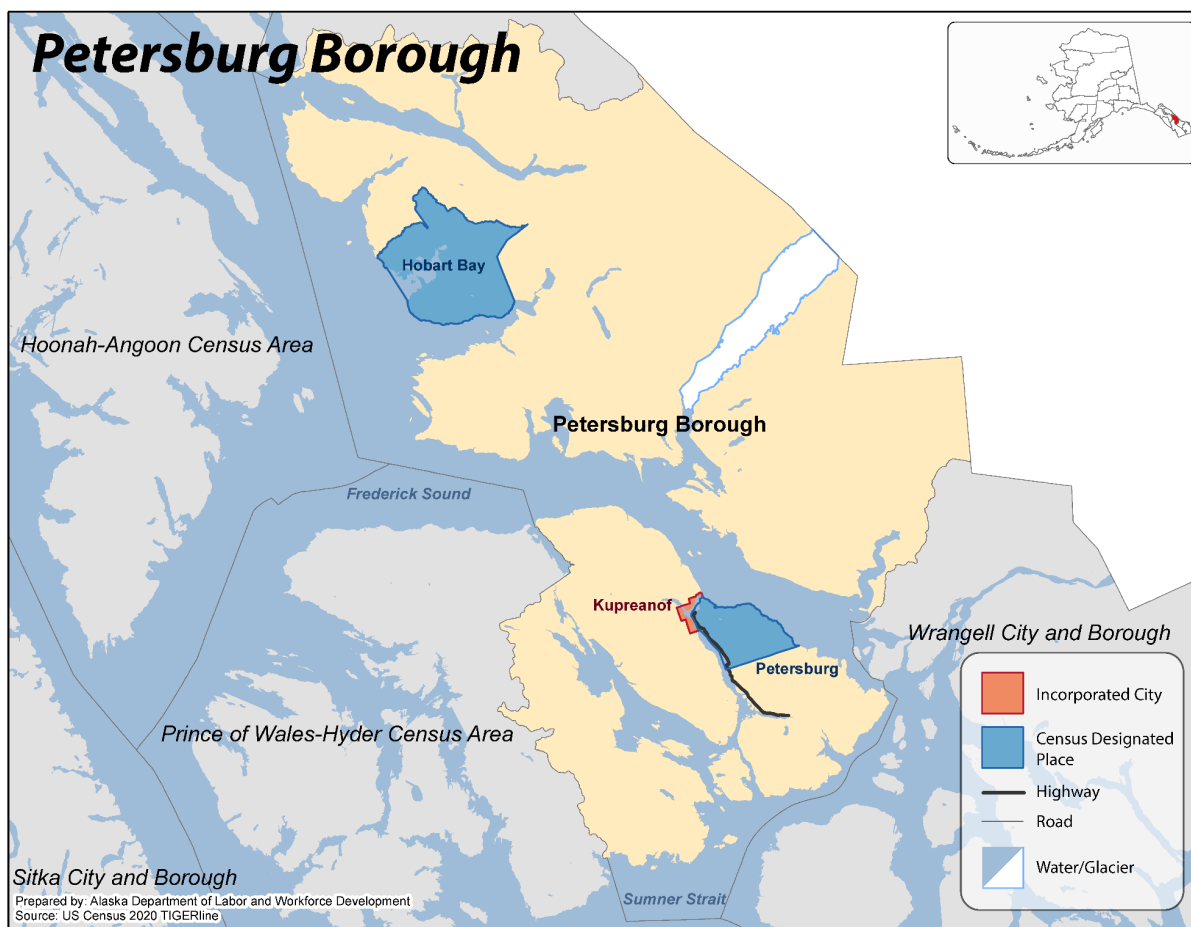 Petersburg Borough
Hobart Bay
Hoonah-Angoon Census Area
Petersburg Borough
Frederick Sound
Kupreanof
Petersburg
Wrangell City and Borough
Prince of Wales-Hyder Census Area
Incorporated City
Census Designated
Place
Highway
Road
Water/Glacier
Sitka City and Borough
Sumner Strait
Prepared by: Alaska Department of Labor and Workforce Development
Source: US Census 2020 TIGERline